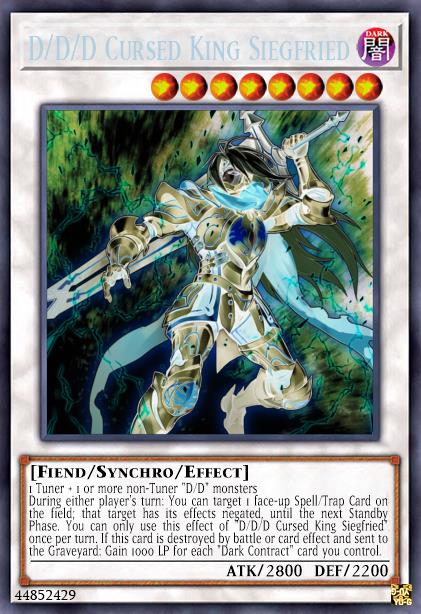 D/D/D Cursed King Siegfried
DARK
闇
[Fiend/Synchro/Effect]
1 Tuner + 1 or more non-Tuner "D/D" monsters
During either player's turn: You can target 1 face-up Spell/Trap Card on
the field; that target has its effects negated, until the next Standby
Phase. You can only use this effect of "D/D/D Cursed King Siegfried"
once per turn. If this card is destroyed by battle or card effect and sent to
the Graveyard: Gain 1000 LP for each "Dark Contract" card you control.
ATK/2800 DEF/2200
44852429